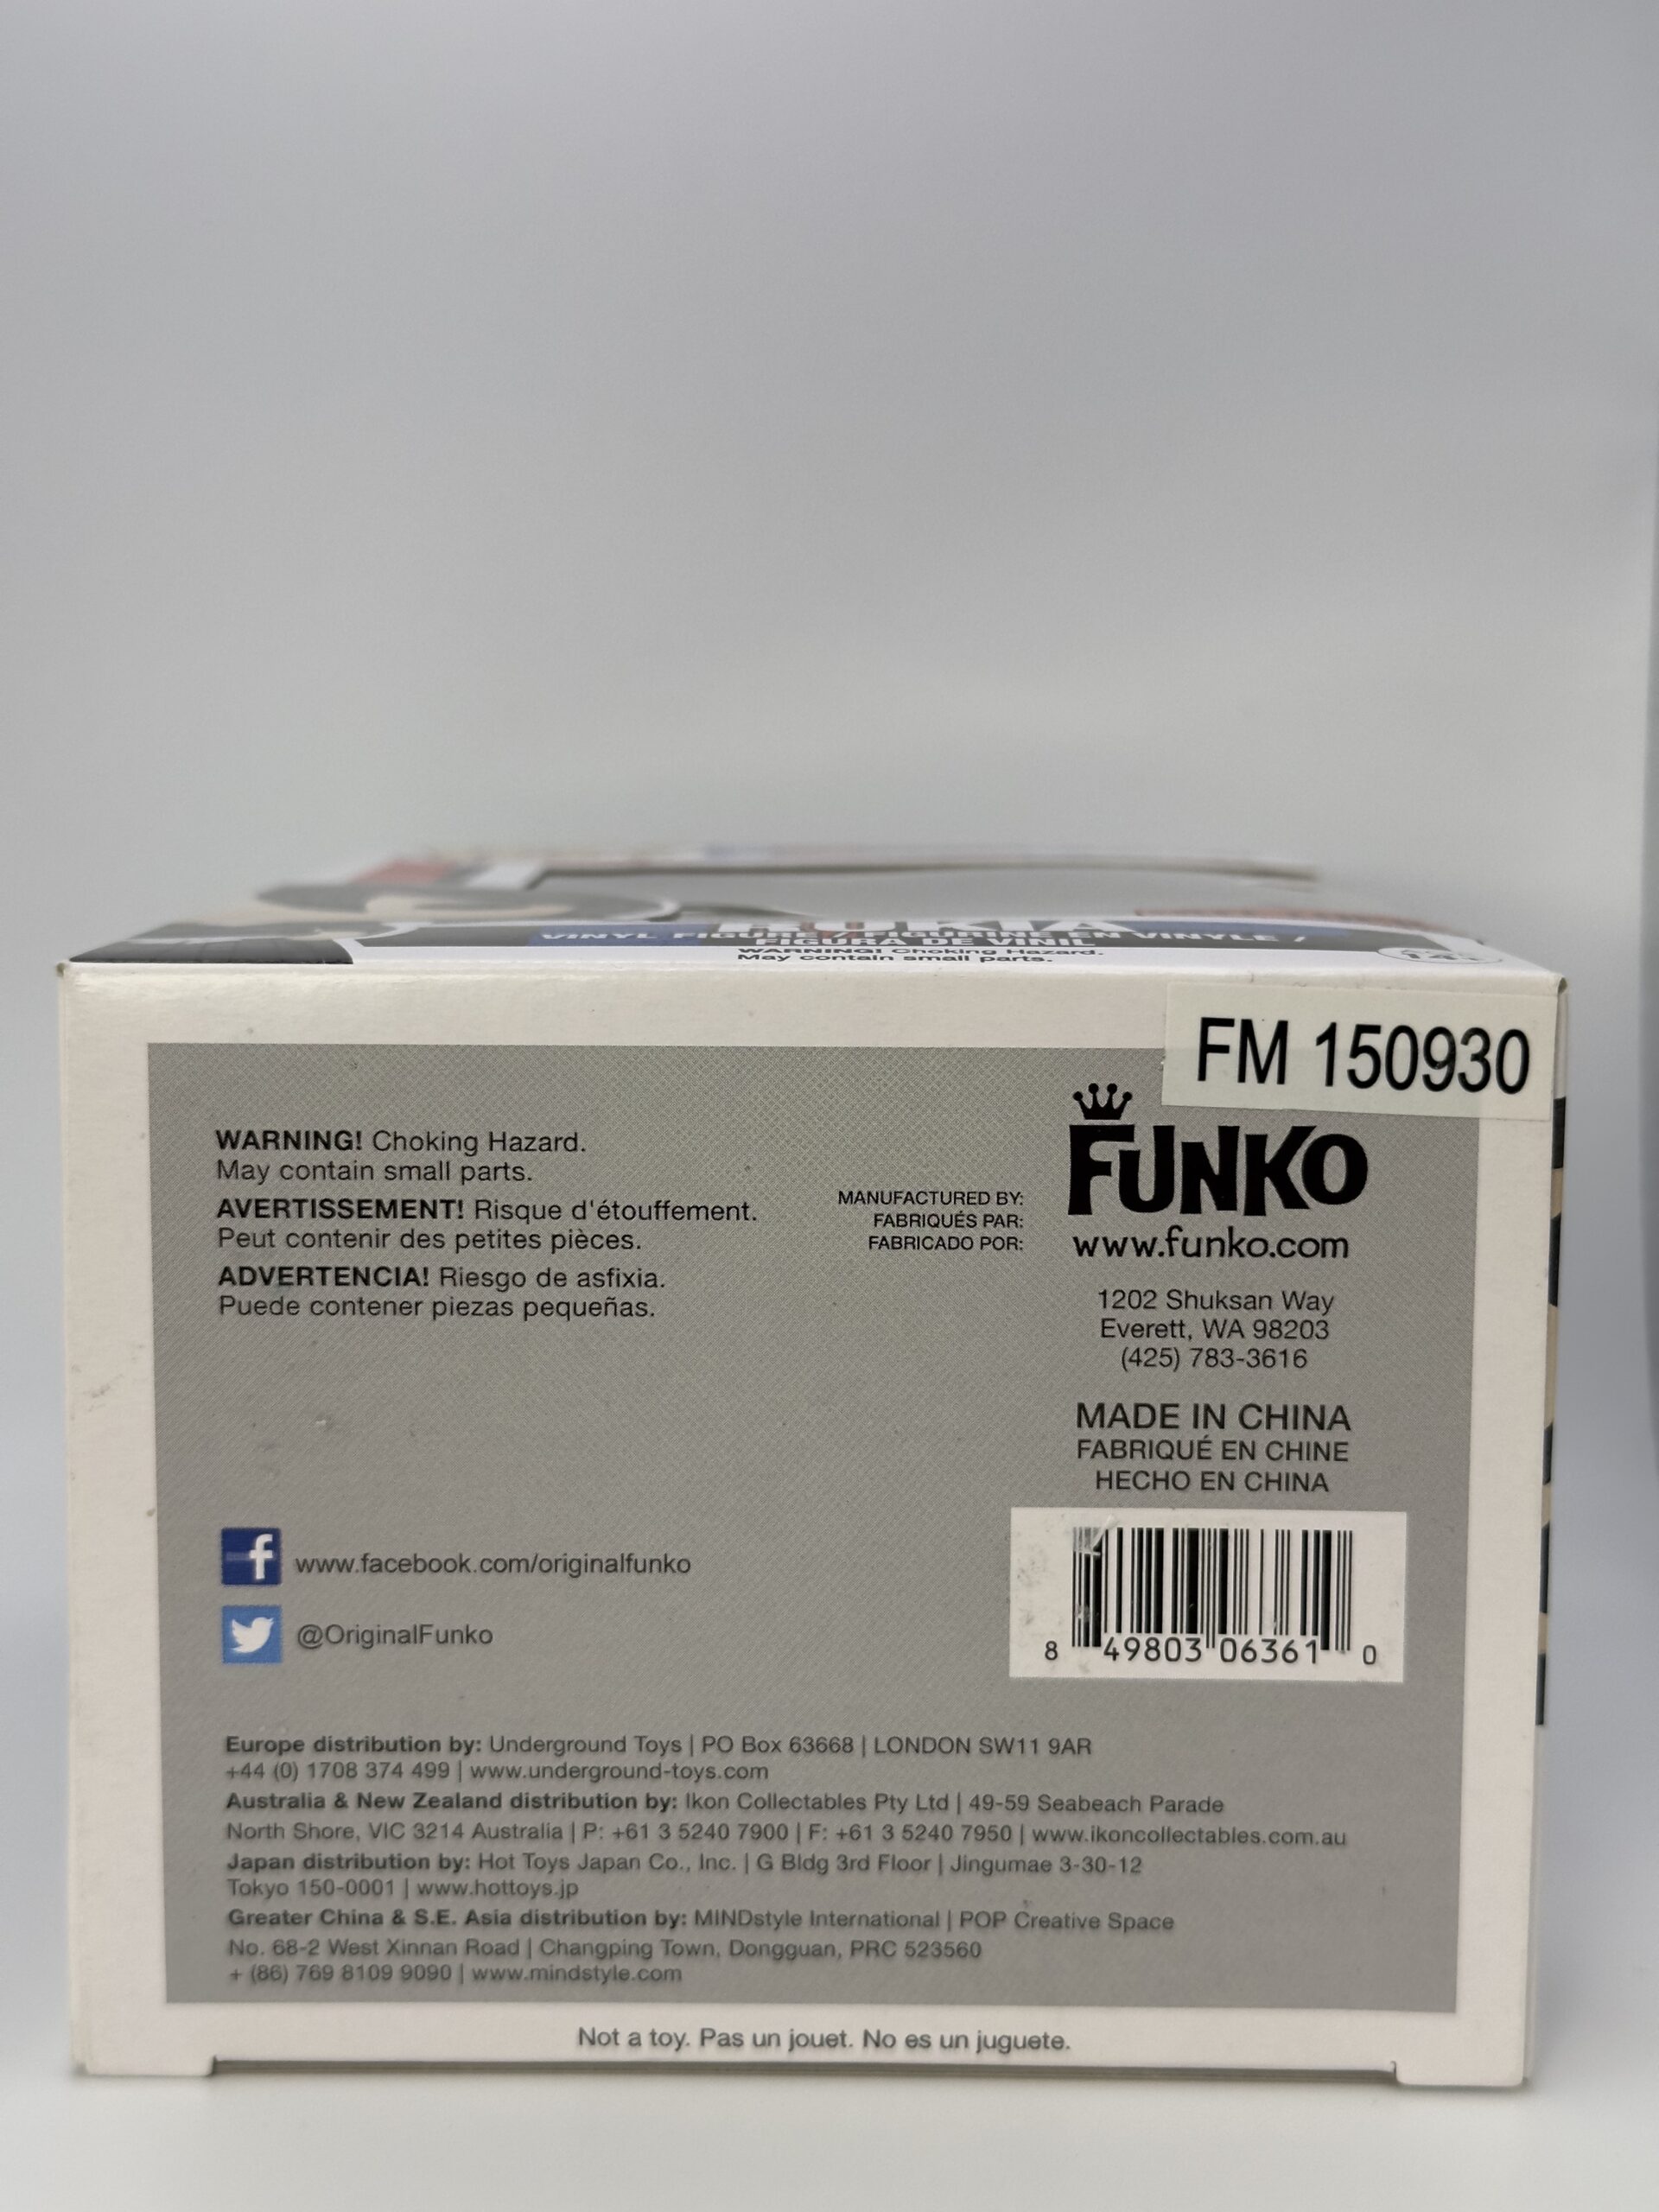 RUKIA
VINYL FIGURE / FIGURINE EN VINYLE /
FIGURA DE VINIL
WARNING! Choking Hazard.
May contain small parts.
FM 150930
WARNING! Choking Hazard.
May contain small parts.
AVERTISSEMENT! Risque d'étouffement.
Peut contenir des petites pièces.
ADVERTENCIA! Riesgo de asfixia.
Puede contener piezas pequeñas.
MANUFACTURED BY:
FABRIQUÉS PAR:
FABRICADO POR:
FUNKO
www.funko.com
1202 Shuksan Way
Everett, WA 98203
(425) 783-3616
MADE IN CHINA
FABRIQUÉ EN CHINE
HECHO EN CHINA
f www.facebook.com/originalfunko
@OriginalFunko
8 49803 06361 0
Europe distribution by: Underground Toys | PO Box 63668 | LONDON SW11 9AR
+44 (0) 1708 374 499 | www.underground-toys.com
Australia & New Zealand distribution by: Ikon Collectables Pty Ltd | 49-59 Seabeach Parade
North Shore, VIC 3214 Australia | P: +61 3 5240 7900 | F: +61 3 5240 7950 | www.ikoncollectables.com.au
Japan distribution by: Hot Toys Japan Co., Inc. | G Bldg 3rd Floor | Jingumae 3-30-12
Tokyo 150-0001 | www.hottoys.jp
Greater China & S.E. Asia distribution by: MINDstyle International | POP Creative Space
No. 68-2 West Xinnan Road | Changping Town, Dongguan, PRC 523560
+ (86) 769 8109 9090 | www.mindstyle.com
Not a toy. Pas un jouet. No es un juguete.